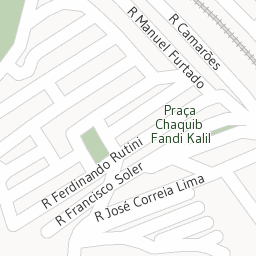 R Camarões
R Manuel Furtado
Praça
Chaquib
Fandi Kalil
R Ferdinando Rutini
R Francisco Soler
R José Correia Lima